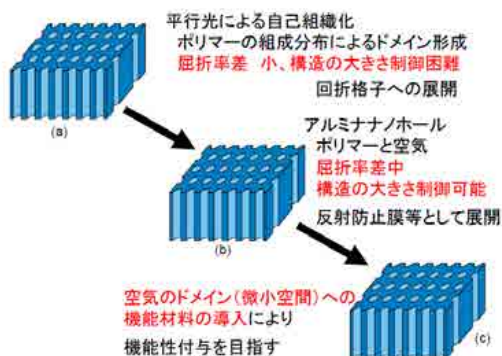 平行光による自己組織化
ポリマーの組成分布によるドメイン形成
屈折率差 小、構造の大きさ制御困難
回折格子への展開
(a)
アルミナナノホール
ポリマーと空気
屈折率差中
構造の大きさ制御可能
反射防止膜等として展開
(b)
空気のドメイン(微小空間)への
機能材料の導入により
機能性付与を目指す
(c)